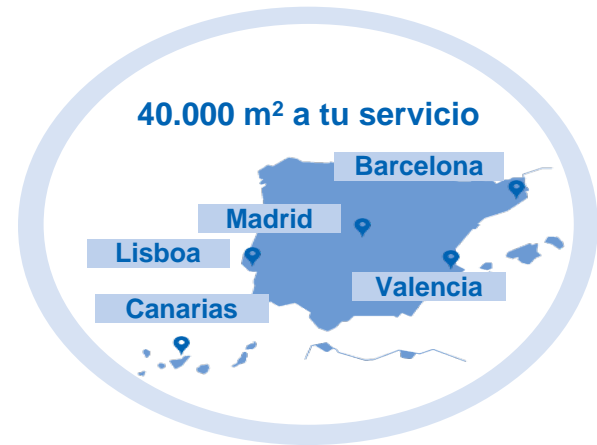 40.000 m² a tu servicio
Barcelona
Madrid
Lisboa
Valencia
Canarias